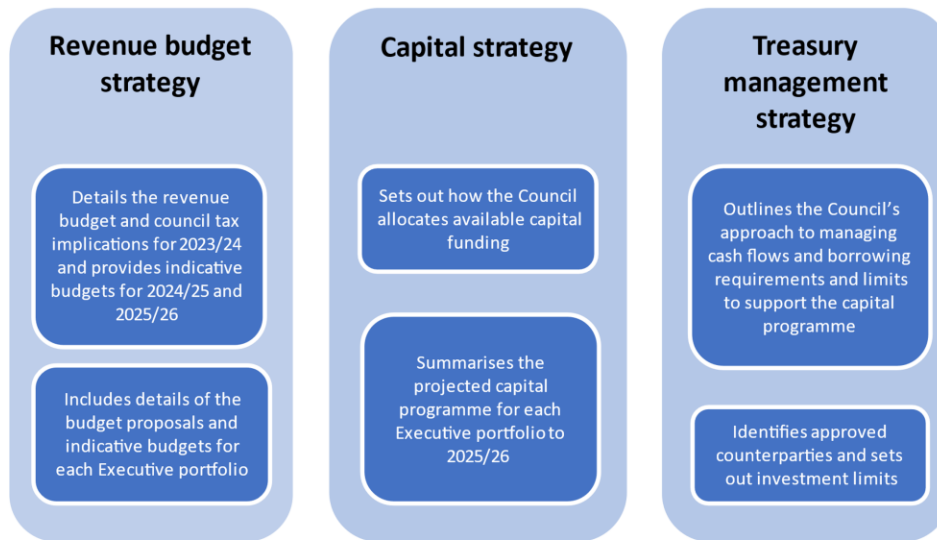 Revenue budget
strategy
Details the revenue
budget and council tax
implications for 2023/24
and provides indicative
budgets for 2024/25 and
2025/26
Includes details of the
budget proposals and
indicative budgets for
each Executive portfolio
Capital strategy
Sets out how the Council
allocates available capital
funding
Summarises the
projected capital
programme for each
Executive portfolio to
2025/26
Treasury
management
strategy
Outlines the Council’s
approach to managing
cash flows and borrowing
requirements and limits
to support the capital
programme
Identifies approved
counterparties and sets
out investment limits